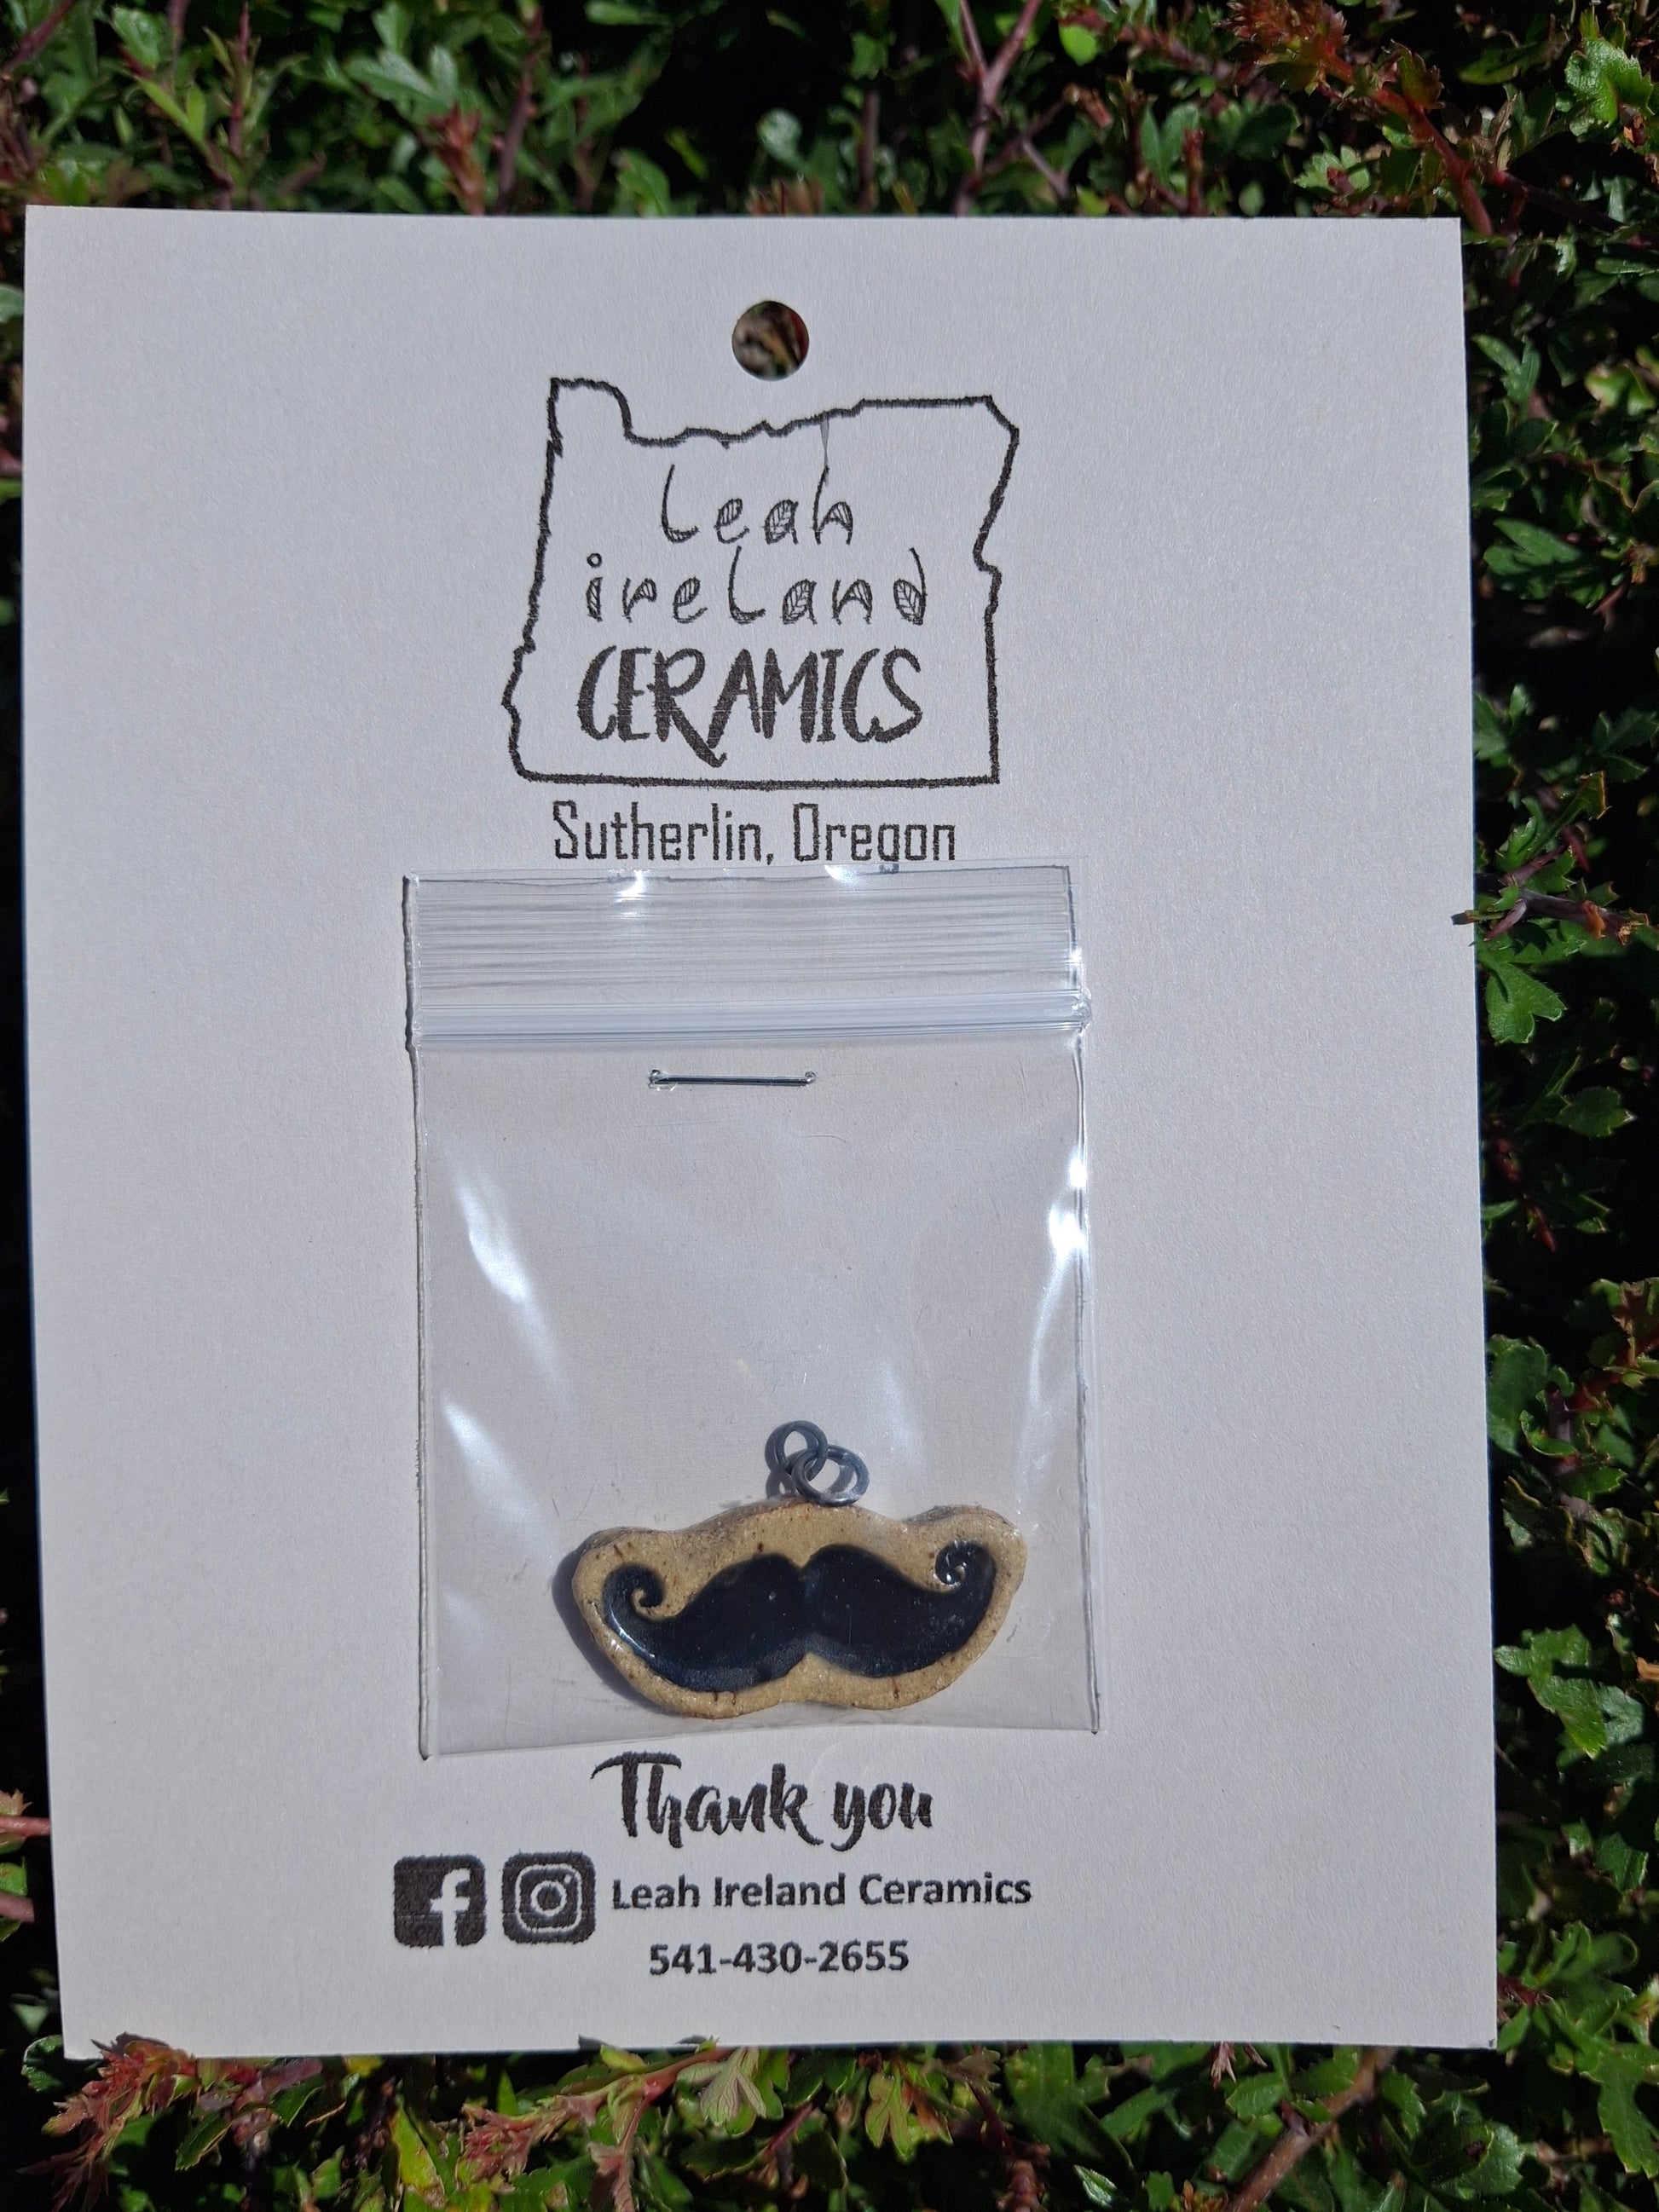 Leah
ireland
CERAMICS
Sutherlin, Oregon
Thank you
Leah Ireland Ceramics
541-430-2655